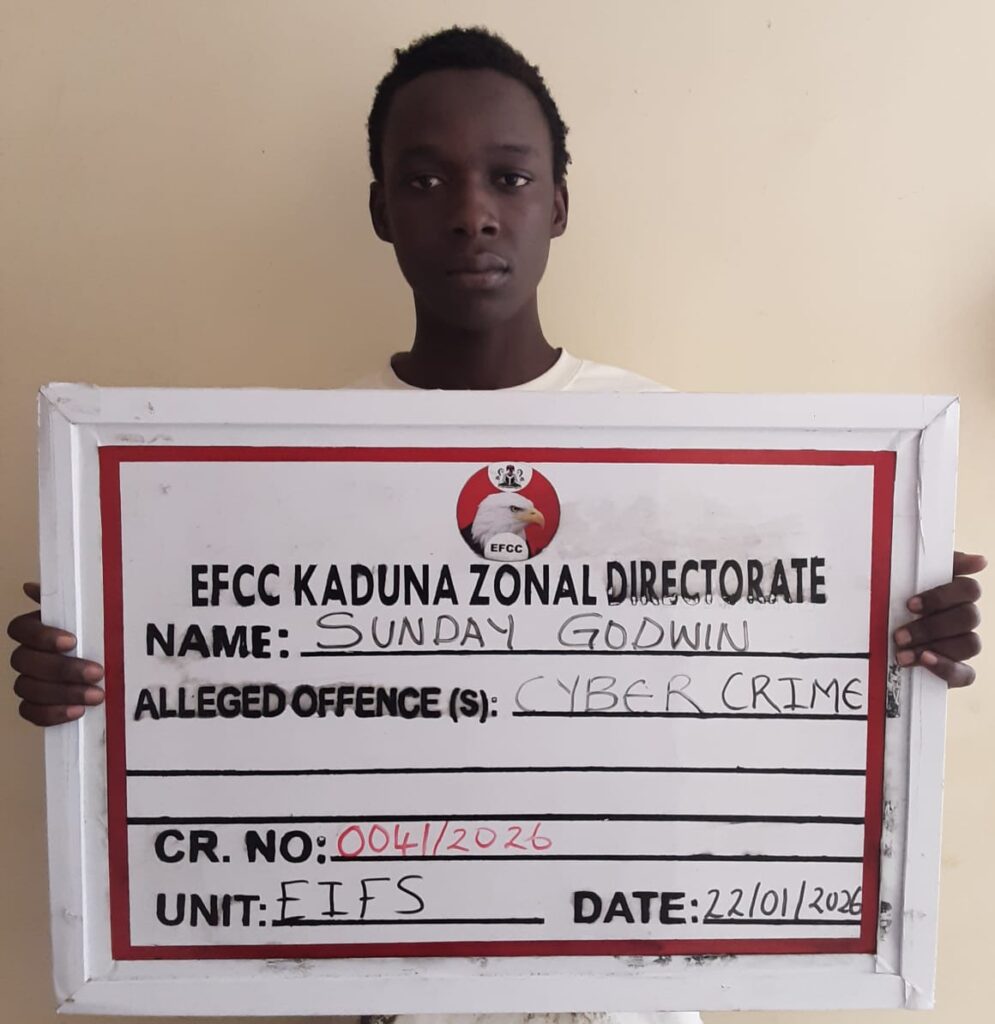 EFCC
EFCC KADUNA ZONAL DIRECTORATE
NAME: SUNDAY GODWIN
ALLEGED OFFENCE (S): CYBER CRIME
CR. NO: 0041/2026
UNIT: EIFS DATE: 22/01/2026